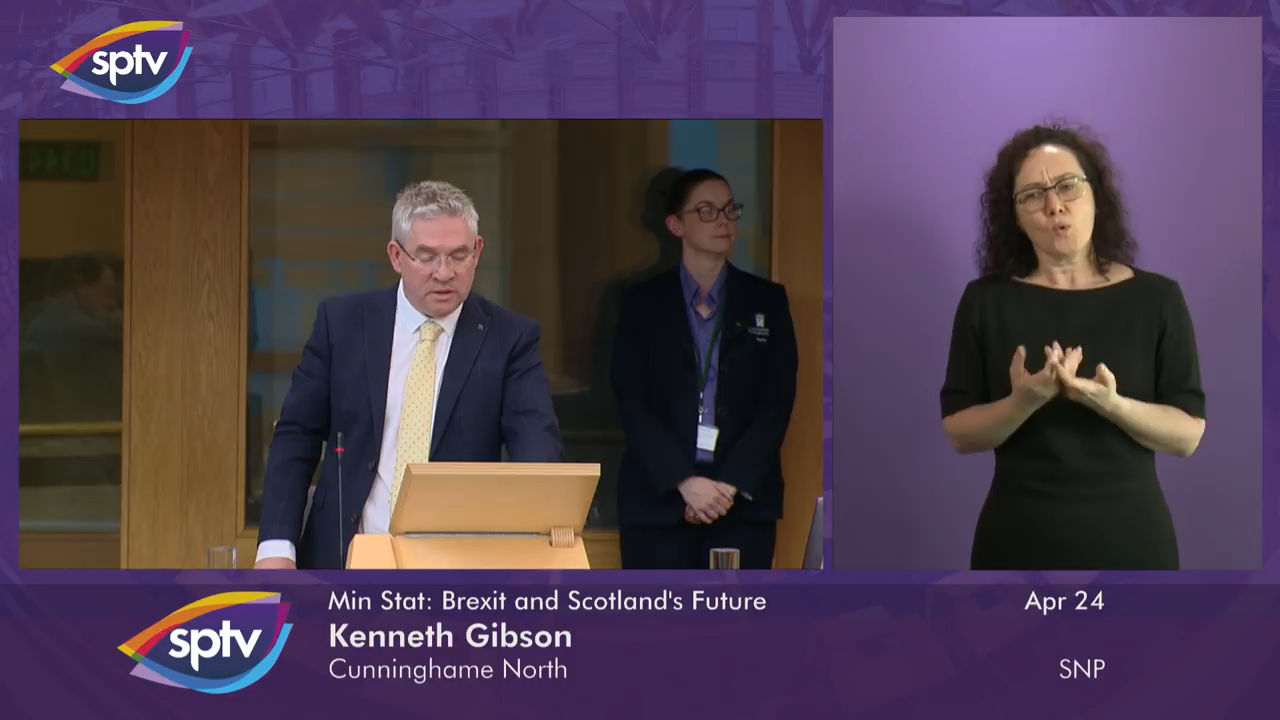 sptv
sptv
Min Stat: Brexit and Scotland's Future
Apr 24
Kenneth Gibson
Cunninghame North
SNP